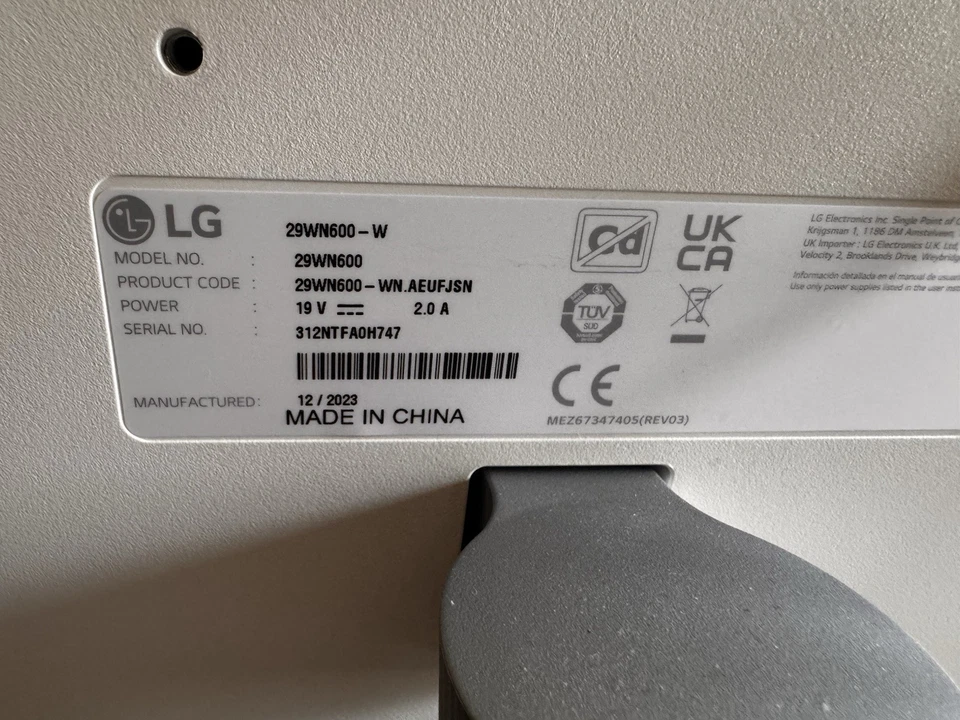 LG
29WN600-W
MODEL NO. : 29WN600
PRODUCT CODE : 29WN600-WN.AEUFJSN
POWER : 19 V 2.0 A
SERIAL NO. : 312NTFA0H747
MANUFACTURED: 12 / 2023
MADE IN CHINA
Cd
UK
CA
TÜV
SÜD
CE
MEZ67347405(REV03)
LG Electronics Inc. Single Point of
Krijgsman 1, 1186 DM Amstelveen,
UK Importer : LG Electronics U.K. Ltd,
Velocity 2, Brooklands Drive, Weybridg
Información detallada en el manual de
Use only power supplies listed in the user